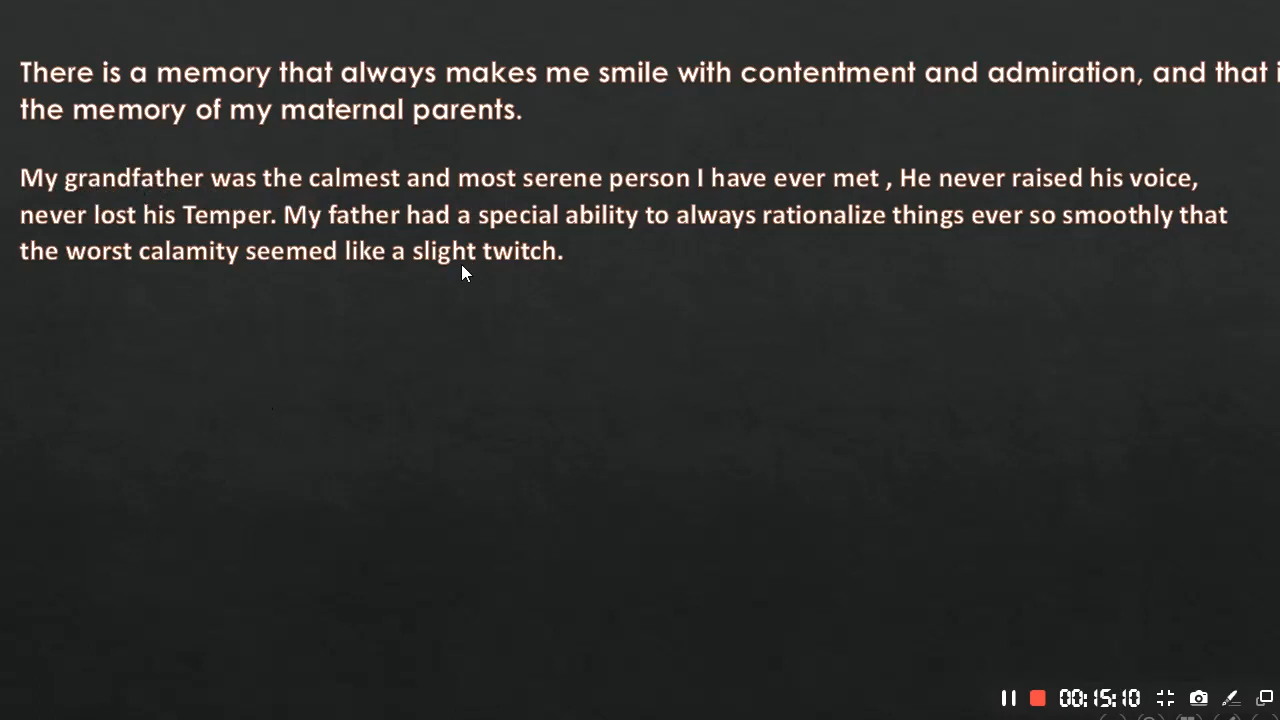 There is a memory that always makes me smile with contentment and admiration, and that
the memory of my maternal parents.
My grandfather was the calmest and most serene person I have ever met , He never raised his voice,
never lost his Temper. My father had a special ability to always rationalize things ever so smoothly that
the worst calamity seemed like a slight twitch.
00:15:10